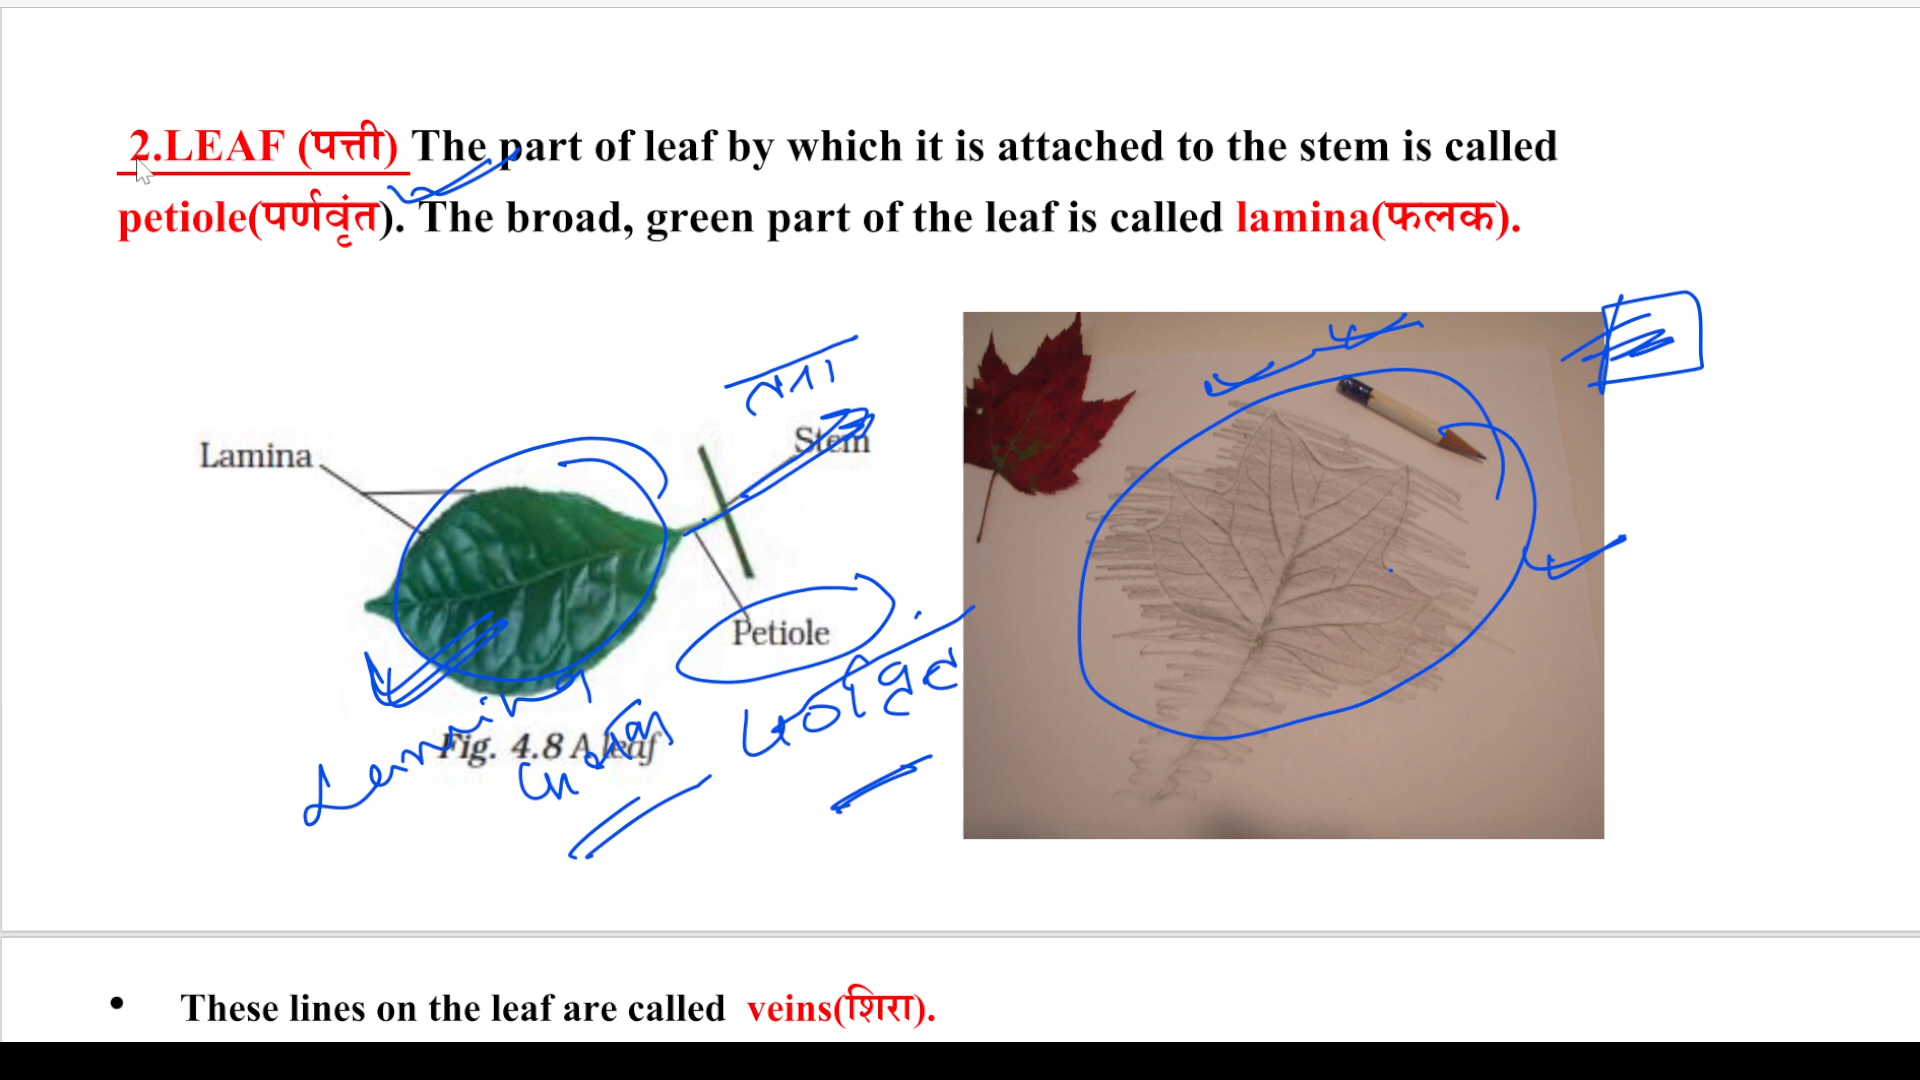 2.LEAF (पत्ती) The part of leaf by which it is attached to the stem is called
petiole(पर्णवृंत). The broad, green part of the leaf is called lamina(फलक).
तना
Stem
Lamina
Petiole
Fig. 4.8 A leaf
• These lines on the leaf are called veins(शिरा).